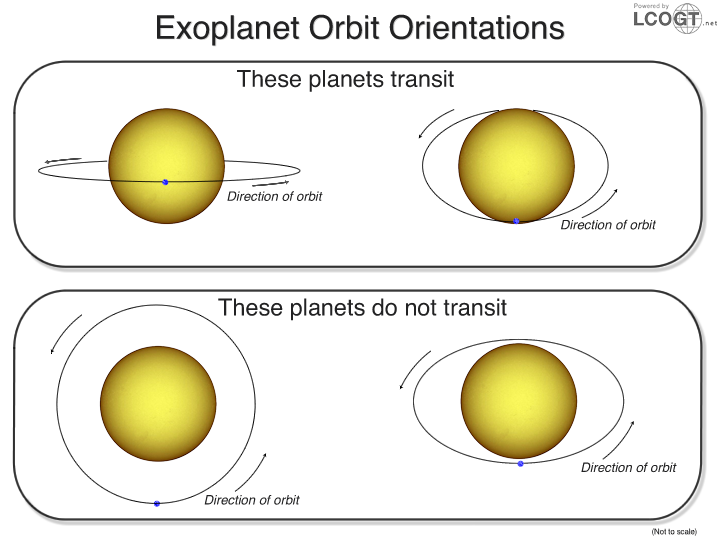 Exoplanet Orbit Orientations
Powered by
LCOGT.net
These planets transit
Direction of orbit
Direction of orbit
These planets do not transit
Direction of orbit
Direction of orbit
(Not to scale)